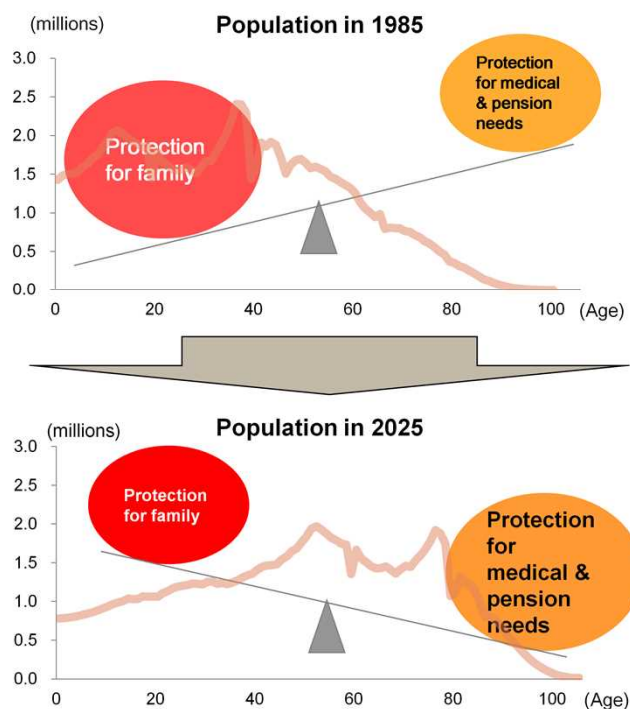 (millions)
Population in 1985
3.0
2.5
2.0
1.5
1.0
0.5
0.0
Protection
for family
Protection
for medical
& pension
needs
0
20
40
60
80
100
(Age)
(millions)
Population in 2025
3.0
2.5
2.0
1.5
1.0
0.5
0.0
Protection
for family
Protection
for
medical &
pension
needs
0
20
40
60
80
100
(Age)